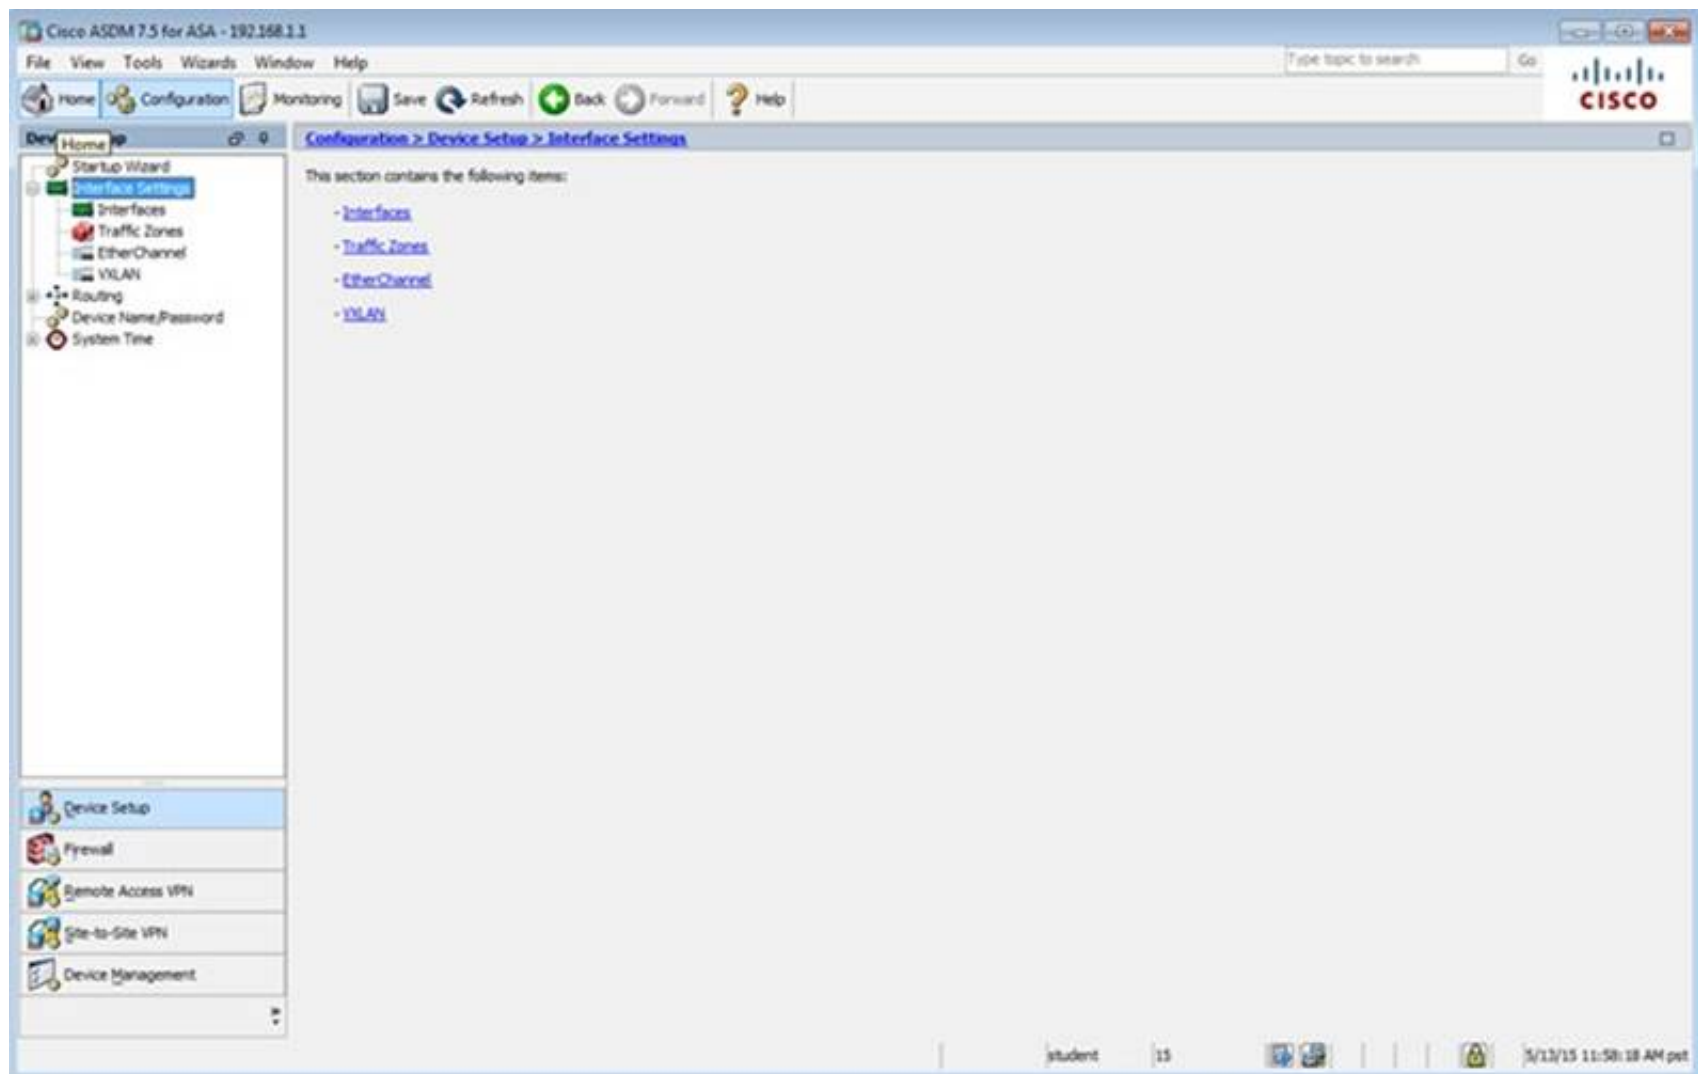 Cisco ASDM 7.5 for ASA - 192.168.1.1
File View Tools Wizards Window Help
Type topic to search Go
Home Configuration Monitoring Save Refresh Back Forward Help
CISCO
Home
Configuration > Device Setup > Interface Settings
Startup Wizard
Interface Settings
Interfaces
Traffic Zones
EtherChannel
VXLAN
Routing
Device Name/Password
System Time
This section contains the following items:
- Interfaces
- Traffic Zones
- EtherChannel
- VXLAN
Device Setup
Firewall
Remote Access VPN
Site-to-Site VPN
Device Management
student 15 5/13/15 11:58:18 AM pst